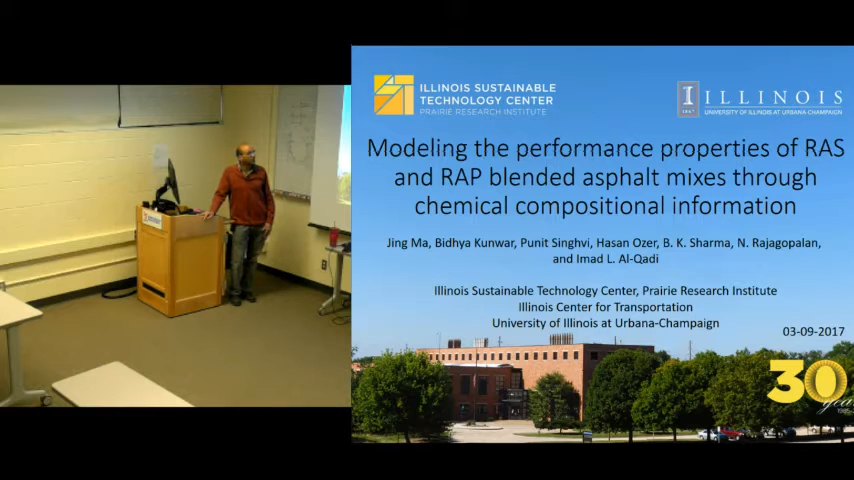 ILLINOIS SUSTAINABLE
TECHNOLOGY CENTER
PRAIRIE RESEARCH INSTITUTE
ILLINOIS
UNIVERSITY OF ILLINOIS AT URBANA-CHAMPAIGN
Modeling the performance properties of RAS
and RAP blended asphalt mixes through
chemical compositional information
Jing Ma, Bidhya Kunwar, Punit Singhvi, Hasan Ozer, B. K. Sharma, N. Rajagopalan,
and Imad L. Al-Qadi
Illinois Sustainable Technology Center, Prairie Research Institute
Illinois Center for Transportation
University of Illinois at Urbana-Champaign
03-09-2017
30